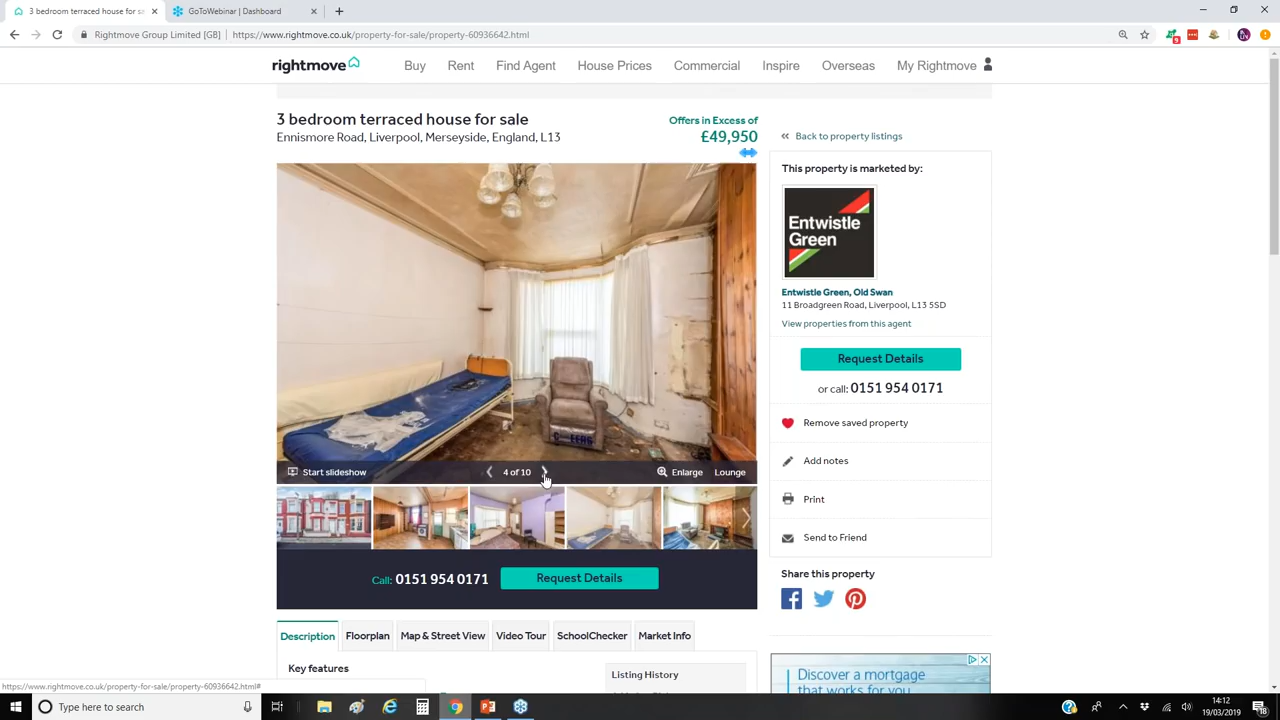 3 bedroom terraced house for sa
GoToWebinar | Dashboard
Rightmove Group Limited [GB] | https://www.rightmove.co.uk/property-for-sale/property-60936642.html
9
rightmove
Buy
Rent
Find Agent
House Prices
Commercial
Inspire
Overseas
My Rightmove
3 bedroom terraced house for sale
Ennismore Road, Liverpool, Merseyside, England, L13
Offers in Excess of
£49,950
Back to property listings
This property is marketed by:
Entwistle
Green
Entwistle Green, Old Swan
11 Broadgreen Road, Liverpool, L13 5SD
View properties from this agent
Request Details
or call: 0151 954 0171
Remove saved property
Add notes
Print
Send to Friend
Share this property
Start slideshow
4 of 10
Enlarge
Lounge
Call: 0151 954 0171
Request Details
Description
Floorplan
Map & Street View
Video Tour
SchoolChecker
Market Info
Key features
Listing History
Discover a mortgage
that works for you
https://www.rightmove.co.uk/property-for-sale/property-60936642.html#
Type here to search
14:12
19/03/2019
18